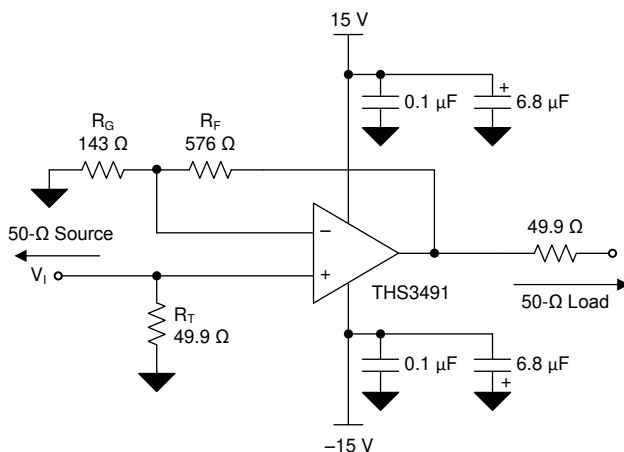 15 V
+
0.1 µF
6.8 µF
R_G
143 Ω
R_F
576 Ω
50-Ω Source
V_I
−
+
49.9 Ω
THS3491
50-Ω Load
R_T
49.9 Ω
0.1 µF
6.8 µF
+
−15 V